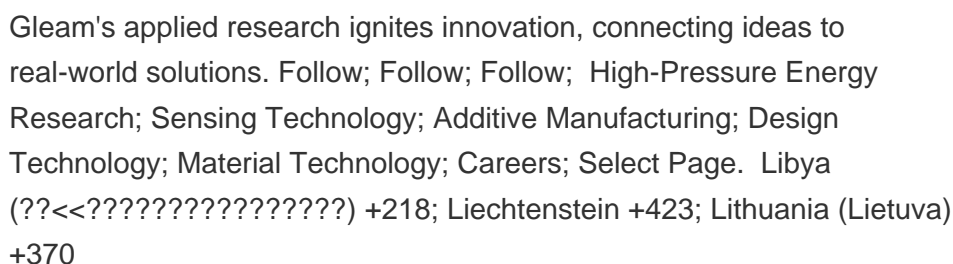 Gleam's applied research ignites innovation, connecting ideas to
real-world solutions. Follow; Follow; Follow;  High-Pressure Energy
Research; Sensing Technology; Additive Manufacturing; Design
Technology; Material Technology; Careers; Select Page.  Libya
(??<<????????????????) +218; Liechtenstein +423; Lithuania (Lietuva)
+370